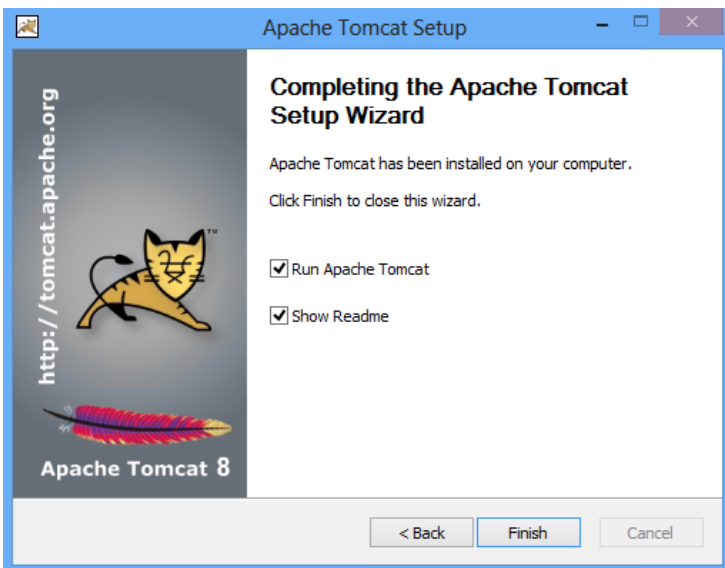 Apache Tomcat Setup
http://tomcat.apache.org
TM
Apache Tomcat 8
Completing the Apache Tomcat
Setup Wizard
Apache Tomcat has been installed on your computer.
Click Finish to close this wizard.
Run Apache Tomcat
Show Readme
< Back
Finish
Cancel